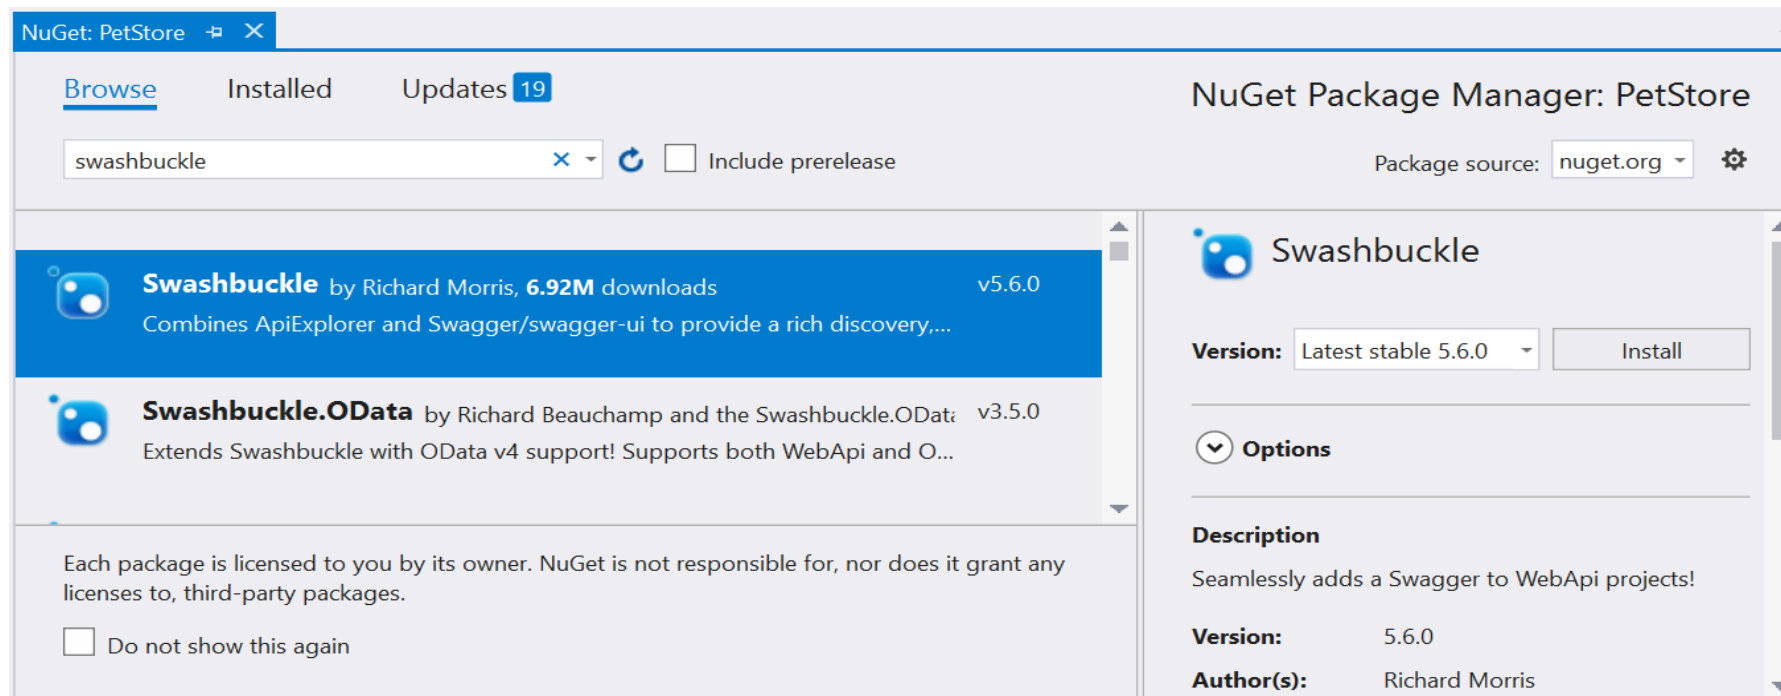 NuGet: PetStore
Browse Installed Updates 19
NuGet Package Manager: PetStore
swashbuckle
Include prerelease
Package source: nuget.org
Swashbuckle by Richard Morris, 6.92M downloads v5.6.0
Combines ApiExplorer and Swagger/swagger-ui to provide a rich discovery,...
Swashbuckle.OData by Richard Beauchamp and the Swashbuckle.OData v3.5.0
Extends Swashbuckle with OData v4 support! Supports both WebApi and O...
Each package is licensed to you by its owner. NuGet is not responsible for, nor does it grant any
licenses to, third-party packages.
Do not show this again
Swashbuckle
Version: Latest stable 5.6.0 Install
Options
Description
Seamlessly adds a Swagger to WebApi projects!
Version: 5.6.0
Author(s): Richard Morris